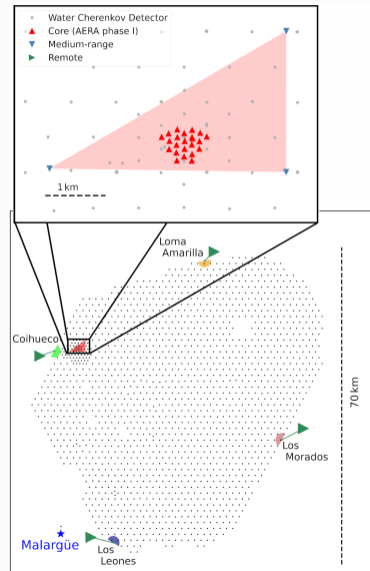 Water Cherenkov Detector
Core (AERA phase I)
Medium-range
Remote
1 km
Loma
Amarilla
Coihueco
70 km
Los
Morados
Malargüe
Los
Leones